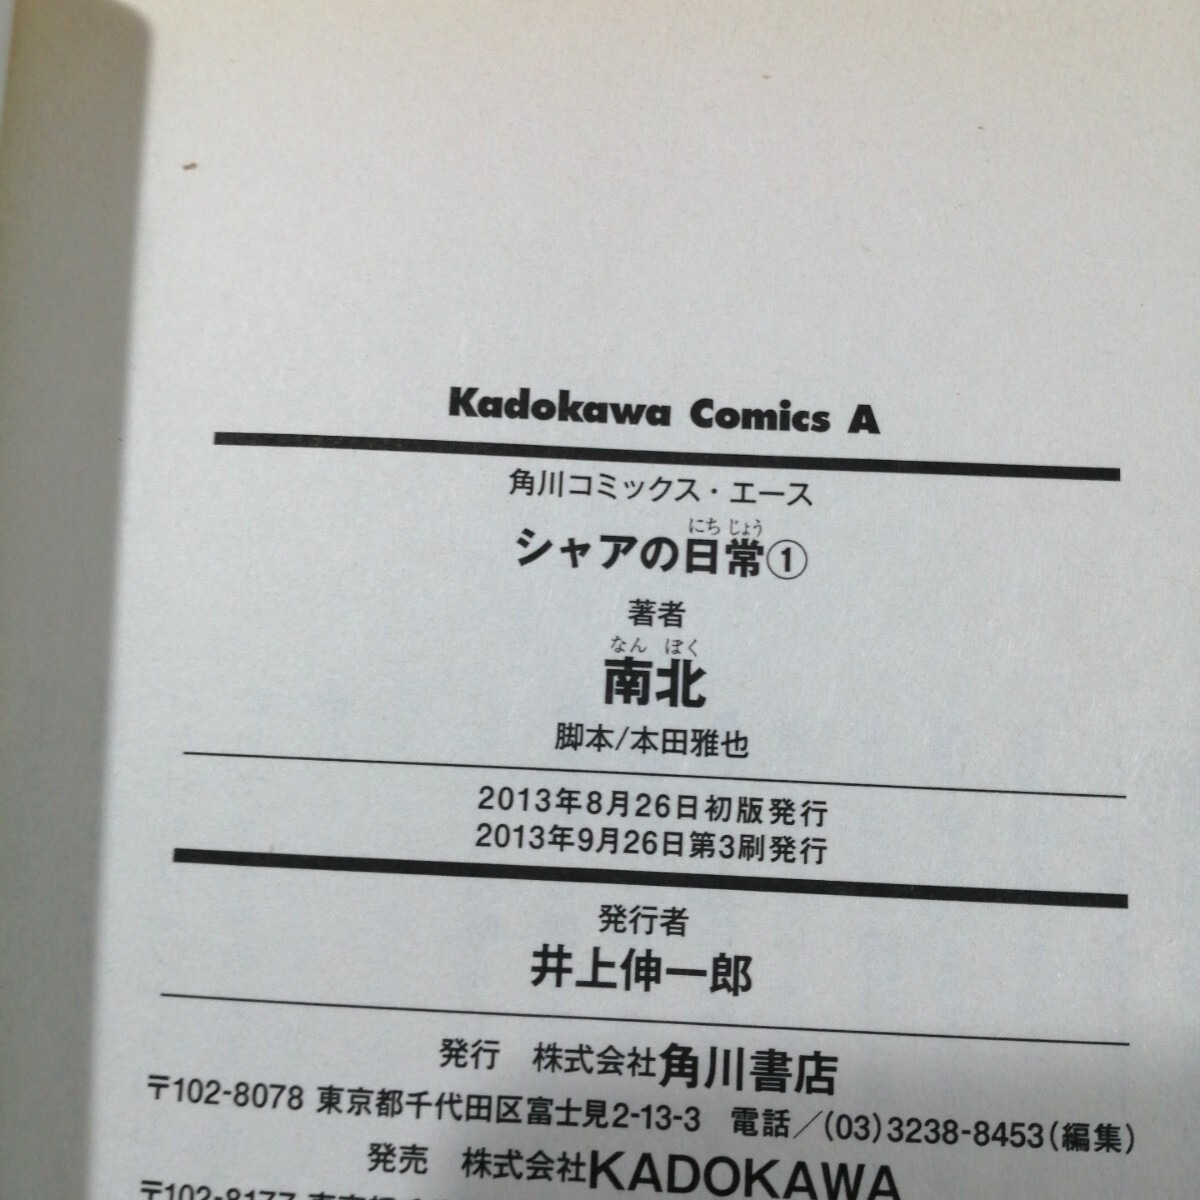 Kadokawa Comics A
角川コミックス・エース
にちじょう
シャアの日常①
著者
なんぼく
南北
脚本/本田雅也
2013年8月26日初版発行
2013年9月26日第3刷発行
発行者
井上伸一郎
発行 株式会社角川書店
〒102-8078 東京都千代田区富士見2-13-3 電話/(03)3238-8453(編集)
発売 株式会社KADOKAWA
〒102-8177